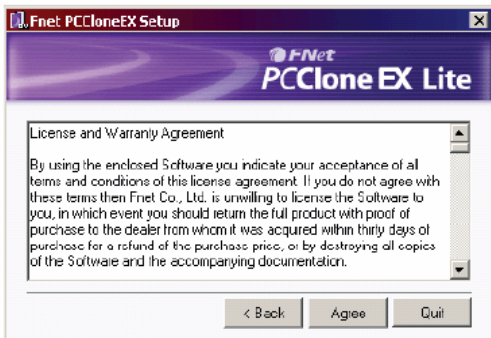 Fnet PCCloneEX Setup
FNet
PCClone EX Lite
License and Warranty Agreement
By using the enclosed Software you indicate your acceptance of all
terms and conditions of this license agreement. If you do not agree with
these terms then Fnet Co., Ltd. is unwilling to license the Software to
you, in which event you should return the full product with proof of
purchase to the dealer from whom it was acquired within thirty days of
purchase for a refund of the purchase price, or by destroying all copies
of the Software and the accompanying documentation.
< Back Agree Quit